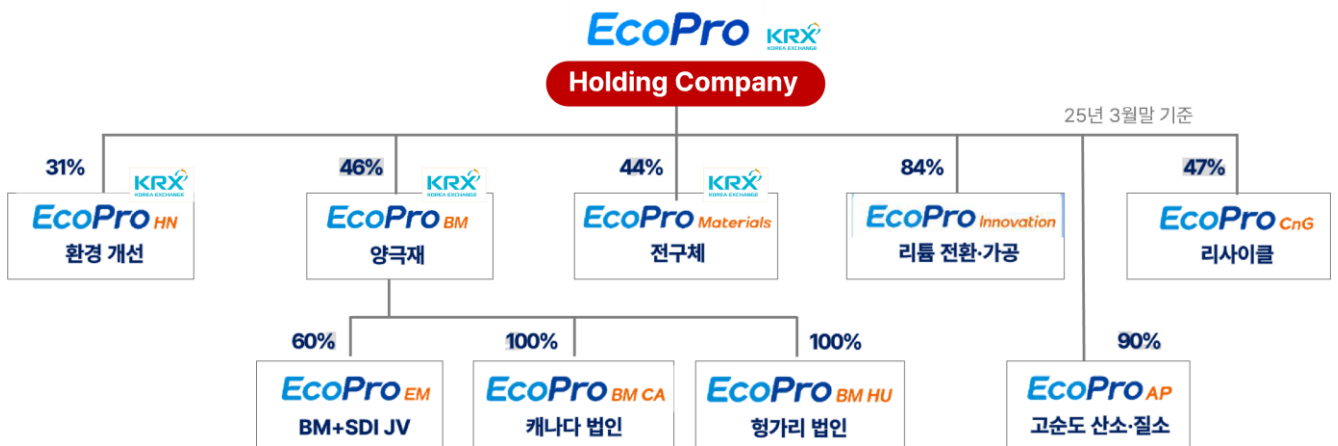 EcoPro KRX KOREA EXCHANGE
Holding Company
25년 3월말 기준
31%
KRX KOREA EXCHANGE
EcoPro HN
환경 개선
46%
KRX KOREA EXCHANGE
EcoPro BM
양극재
44%
KRX KOREA EXCHANGE
EcoPro Materials
전구체
84%
EcoPro Innovation
리튬 전환·가공
47%
EcoPro CnG
리사이클
60%
EcoPro EM
BM+SDI JV
100%
EcoPro BM CA
캐나다 법인
100%
EcoPro BM HU
헝가리 법인
90%
EcoPro AP
고순도 산소·질소